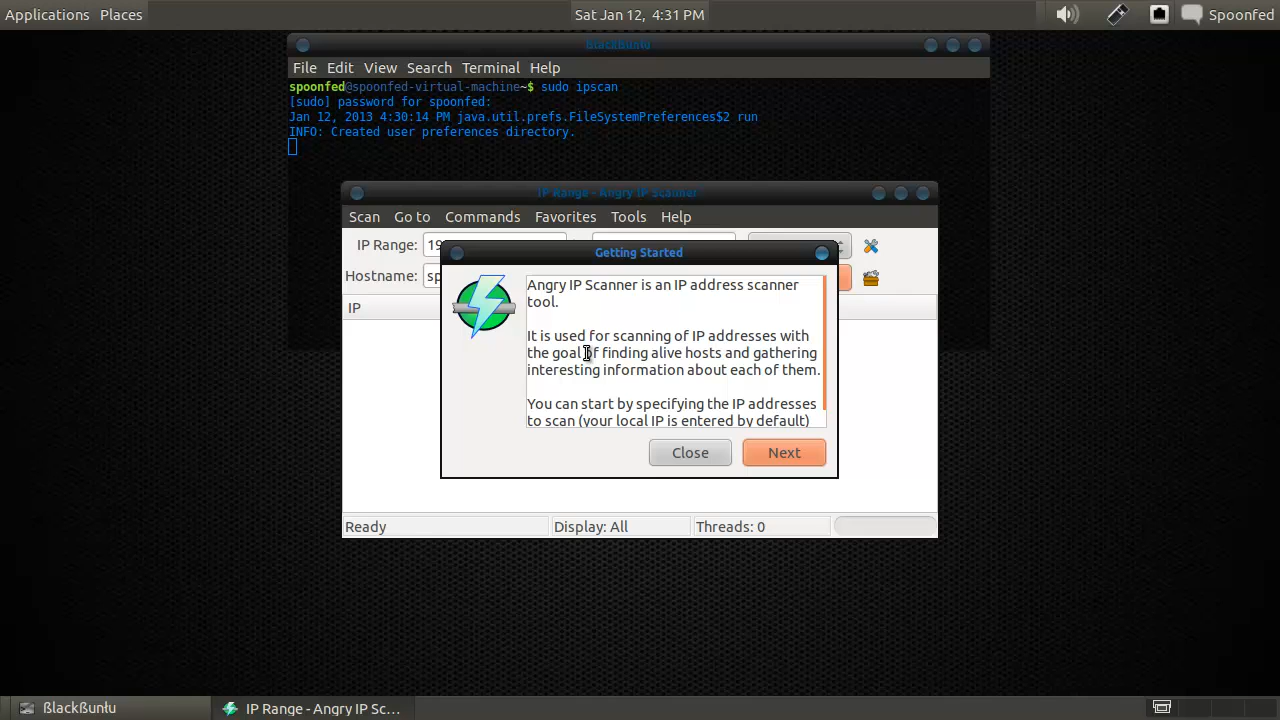 Applications Places Sat Jan 12, 4:31 PM Spoonfed
ßlackßunłu
File Edit View Search Terminal Help
spoonfed@spoonfed-virtual-machine~$ sudo ipscan
[sudo] password for spoonfed:
Jan 12, 2013 4:30:14 PM java.util.prefs.FileSystemPreferences$2 run
INFO: Created user preferences directory.
IP Range - Angry IP Scanner
Scan Go to Commands Favorites Tools Help
IP Range: 19
Hostname: sp
IP
Getting Started
Angry IP Scanner is an IP address scanner
tool.
It is used for scanning of IP addresses with
the goal of finding alive hosts and gathering
interesting information about each of them.
You can start by specifying the IP addresses
to scan (your local IP is entered by default)
Close Next
Ready Display: All Threads: 0
ßlackßunłu IP Range - Angry IP Sc...